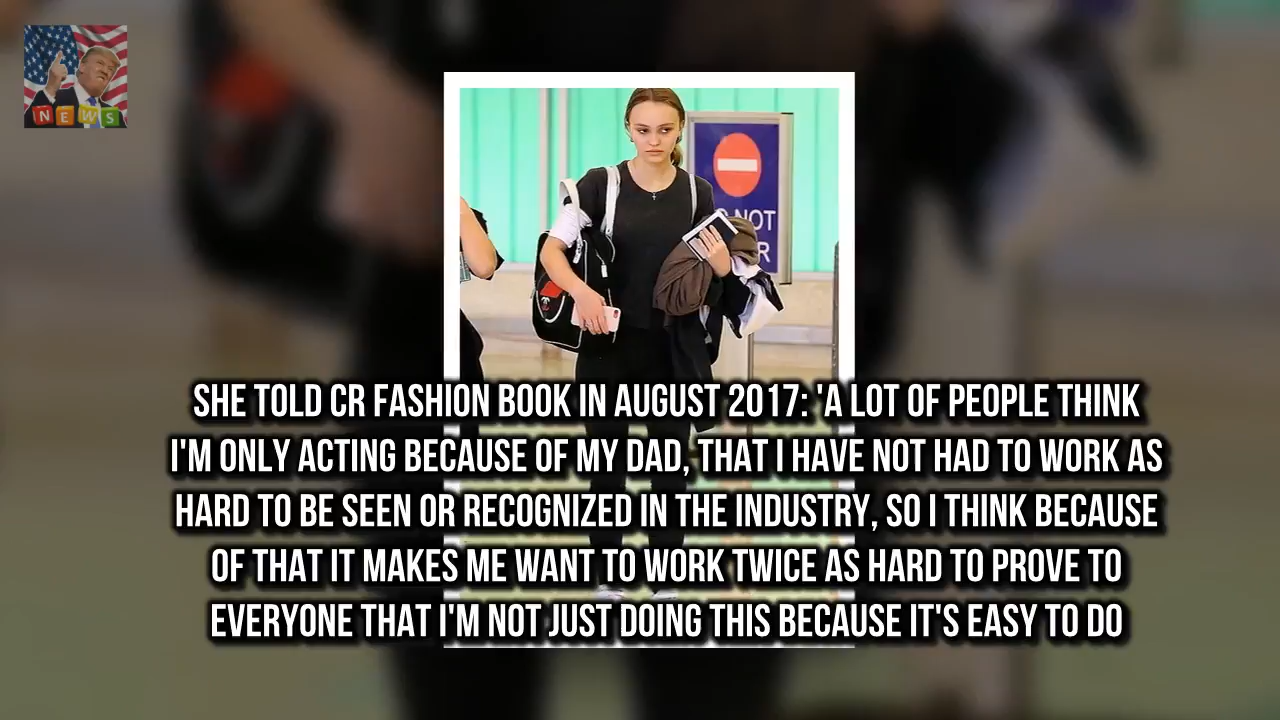 NEWS
NOT
R
SHE TOLD CR FASHION BOOK IN AUGUST 2017: 'A LOT OF PEOPLE THINK
I'M ONLY ACTING BECAUSE OF MY DAD, THAT I HAVE NOT HAD TO WORK AS
HARD TO BE SEEN OR RECOGNIZED IN THE INDUSTRY, SO I THINK BECAUSE
OF THAT IT MAKES ME WANT TO WORK TWICE AS HARD TO PROVE TO
EVERYONE THAT I'M NOT JUST DOING THIS BECAUSE IT'S EASY TO DO